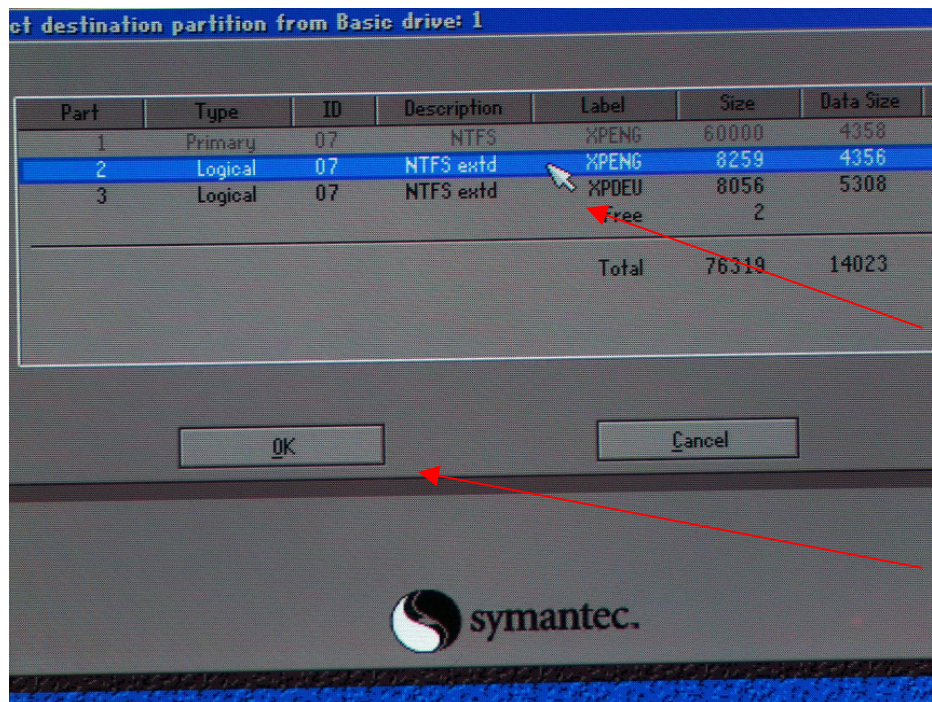 ct destination partition from Basic drive: 1
Part Type ID Description Label Size Data Size
1 Primary 07 NTFS XPENG 60000 4358
2 Logical 07 NTFS extd XPENG 8259 4356
3 Logical 07 NTFS extd XPDEU 8056 5308
Free 2
Total 76319 14023
OK Cancel
symantec.